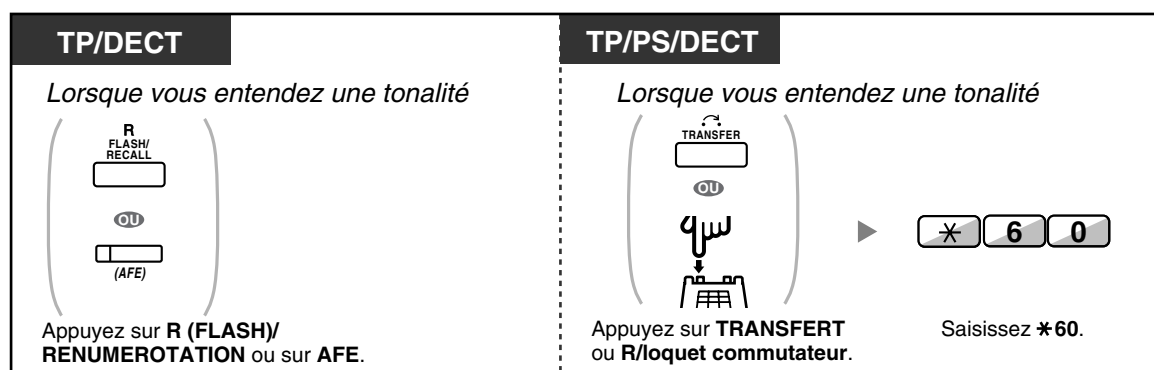 TP/DECT
Lorsque vous entendez une tonalité
R
FLASH/
RECALL
OU
(AFE)
Appuyez sur R (FLASH)/
RENUMEROTATION ou sur AFE.
TP/PS/DECT
Lorsque vous entendez une tonalité
TRANSFER
OU
Appuyez sur TRANSFERT
ou R/loquet commutateur.
* 6 0
Saisissez *60.